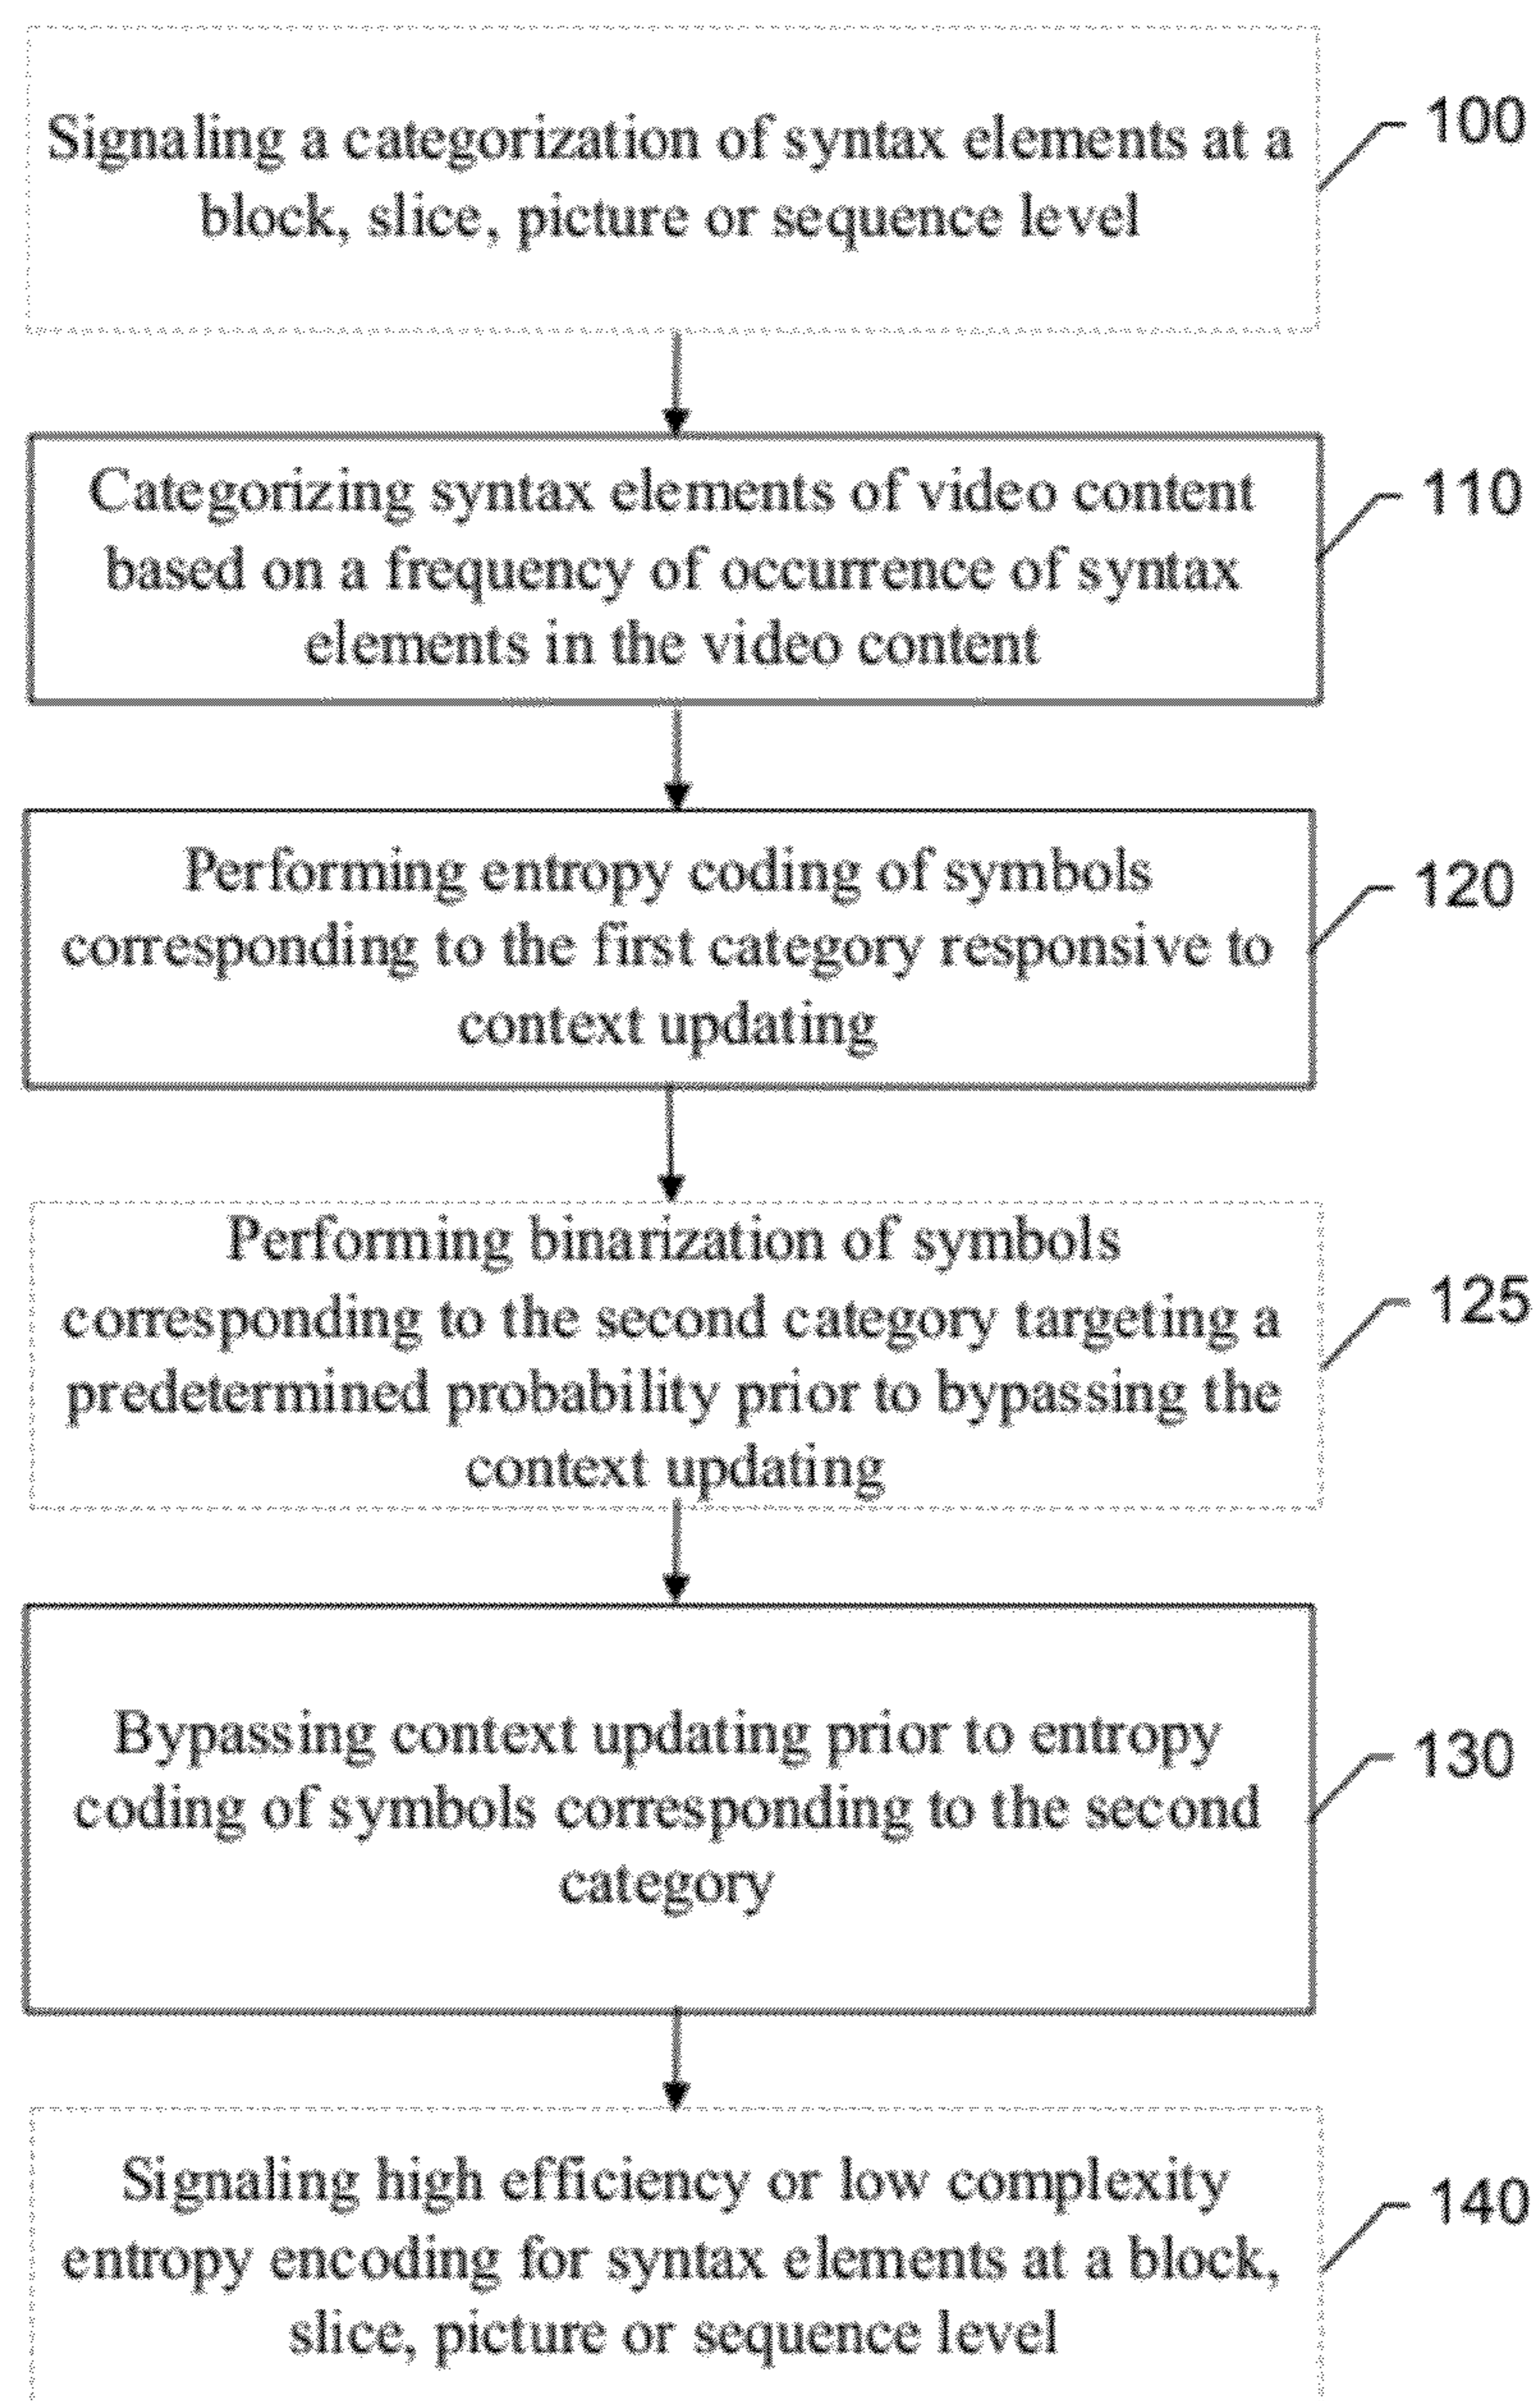 Signaling a categorization of syntax elements at a
block, slice, picture or sequence level
100
Categorizing syntax elements of video content
based on a frequency of occurrence of syntax
elements in the video content
110
Performing entropy coding of symbols
corresponding to the first category responsive to
context updating
120
Performing binarization of symbols
corresponding to the second category targeting a
predetermined probability prior to bypassing the
context updating
125
Bypassing context updating prior to entropy
coding of symbols corresponding to the second
category
130
Signaling high efficiency or low complexity
entropy encoding for syntax elements at a block,
slice, picture or sequence level
140